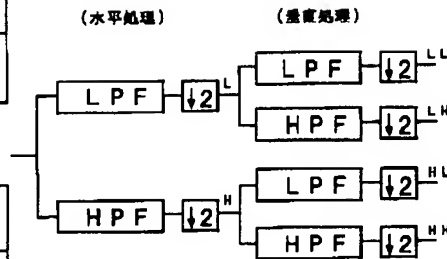 (水平処理) (垂直処理)
LPF ↓2 LL
LPF ↓2 L
HPF ↓2 LH
LPF ↓2 HL
HPF ↓2 H
HPF ↓2 HH